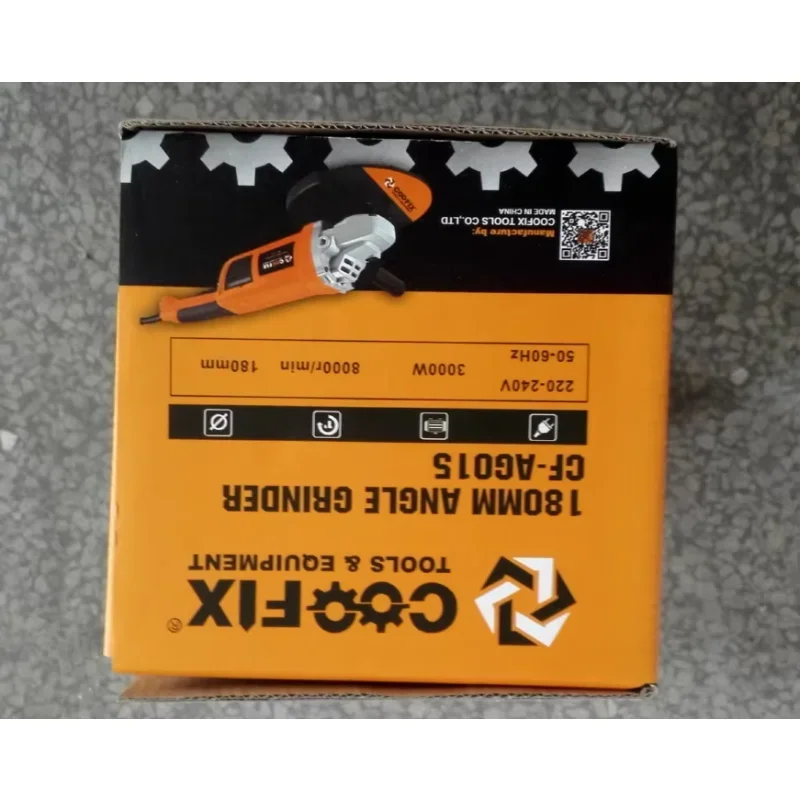 COOFIX®
TOOLS & EQUIPMENT
180MM ANGLE GRINDER
CF-AG015
220-240V 50-60Hz
3000W
8000r/min
180mm
Manufacture by:
COOFIX TOOLS CO.,LTD
MADE IN CHINA
COOFIX